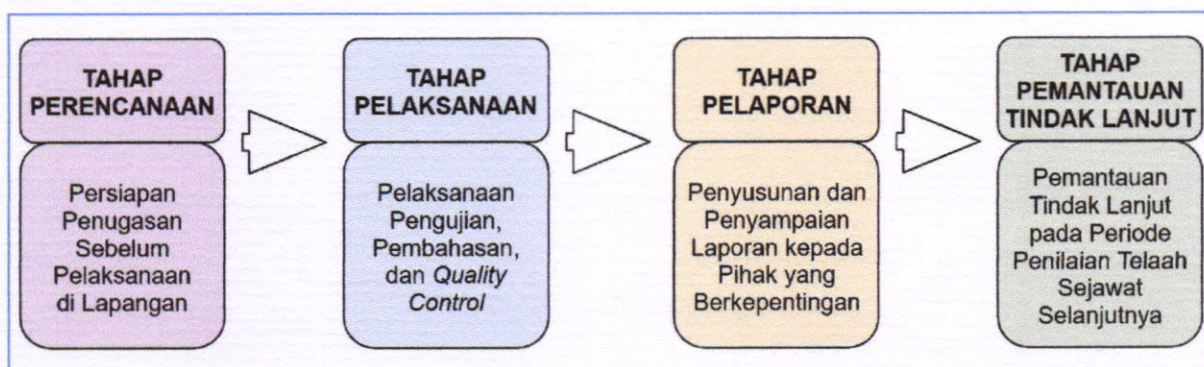 TAHAP
PERENCANAAN
Persiapan
Penugasan
Sebelum
Pelaksanaan
di Lapangan
TAHAP
PELAKSANAAN
Pelaksanaan
Pengujian,
Pembahasan,
dan Quality
Control
TAHAP
PELAPORAN
Penyusunan dan
Penyampaian
Laporan kepada
Pihak yang
Berkepentingan
TAHAP
PEMANTAUAN
TINDAK LANJUT
Pemantauan
Tindak Lanjut
pada Periode
Penilaian Telaah
Sejawat
Selanjutnya